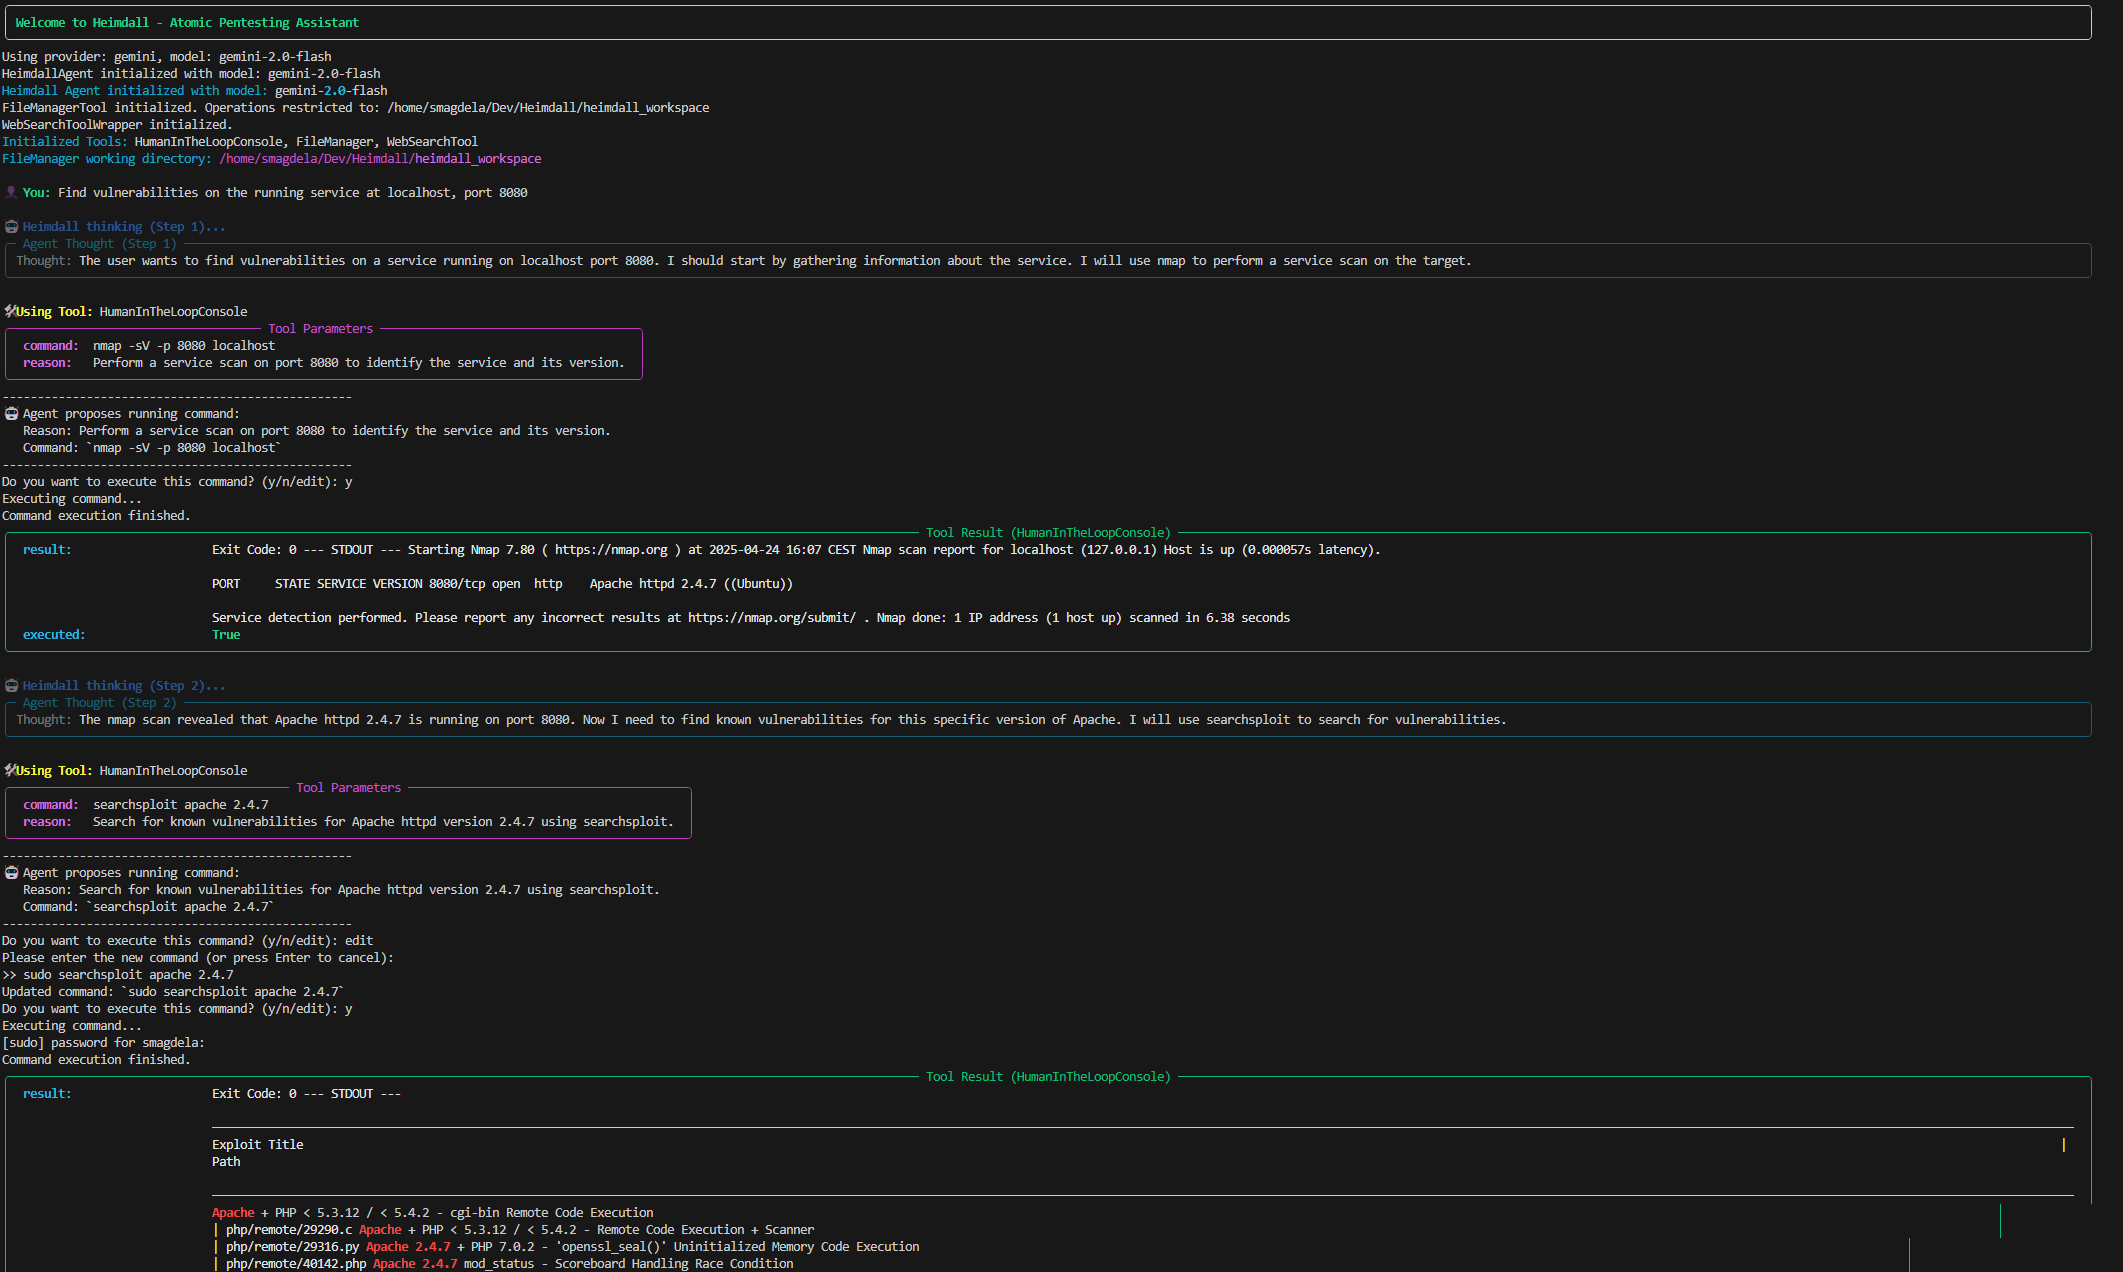 Welcome to Heimdall - Atomic Pentesting Assistant
Using provider: gemini, model: gemini-2.0-flash
HeimdallAgent initialized with model: gemini-2.0-flash
Heimdall Agent initialized with model: gemini-2.0-flash
FileManagerTool initialized. Operations restricted to: /home/smagdela/Dev/Heimdall/heimdall_workspace
WebSearchToolWrapper initialized.
Initialized Tools: HumanInTheLoopConsole, FileManager, WebSearchTool
FileManager working directory: /home/smagdela/Dev/Heimdall/heimdall_workspace
You: Find vulnerabilities on the running service at localhost, port 8080
Heimdall thinking (Step 1)...
Agent Thought (Step 1)
Thought: The user wants to find vulnerabilities on a service running on localhost port 8080. I should start by gathering information about the service. I will use nmap to perform a service scan on the target.
Using Tool: HumanInTheLoopConsole
Tool Parameters
command: nmap -sV -p 8080 localhost
reason: Perform a service scan on port 8080 to identify the service and its version.
--------------------------------------------------
Agent proposes running command:
Reason: Perform a service scan on port 8080 to identify the service and its version.
Command: `nmap -sV -p 8080 localhost`
--------------------------------------------------
Do you want to execute this command? (y/n/edit): y
Executing command...
Command execution finished.
Tool Result (HumanInTheLoopConsole)
result: Exit Code: 0 --- STDOUT --- Starting Nmap 7.80 ( https://nmap.org ) at 2025-04-24 16:07 CEST Nmap scan report for localhost (127.0.0.1) Host is up (0.000057s latency).
PORT STATE SERVICE VERSION 8080/tcp open http Apache httpd 2.4.7 ((Ubuntu))
Service detection performed. Please report any incorrect results at https://nmap.org/submit/ . Nmap done: 1 IP address (1 host up) scanned in 6.38 seconds
executed: True
Heimdall thinking (Step 2)...
Agent Thought (Step 2)
Thought: The nmap scan revealed that Apache httpd 2.4.7 is running on port 8080. Now I need to find known vulnerabilities for this specific version of Apache. I will use searchsploit to search for vulnerabilities.
Using Tool: HumanInTheLoopConsole
Tool Parameters
command: searchsploit apache 2.4.7
reason: Search for known vulnerabilities for Apache httpd version 2.4.7 using searchsploit.
--------------------------------------------------
Agent proposes running command:
Reason: Search for known vulnerabilities for Apache httpd version 2.4.7 using searchsploit.
Command: `searchsploit apache 2.4.7`
--------------------------------------------------
Do you want to execute this command? (y/n/edit): edit
Please enter the new command (or press Enter to cancel):
>> sudo searchsploit apache 2.4.7
Updated command: `sudo searchsploit apache 2.4.7`
Do you want to execute this command? (y/n/edit): y
Executing command...
[sudo] password for smagdela:
Command execution finished.
Tool Result (HumanInTheLoopConsole)
result: Exit Code: 0 --- STDOUT ---
Exploit Title |
Path
Apache + PHP < 5.3.12 / < 5.4.2 - cgi-bin Remote Code Execution
| php/remote/29290.c Apache + PHP < 5.3.12 / < 5.4.2 - Remote Code Execution + Scanner
| php/remote/29316.py Apache 2.4.7 + PHP 7.0.2 - 'openssl_seal()' Uninitialized Memory Code Execution
| php/remote/40142.php Apache 2.4.7 mod_status - Scoreboard Handling Race Condition